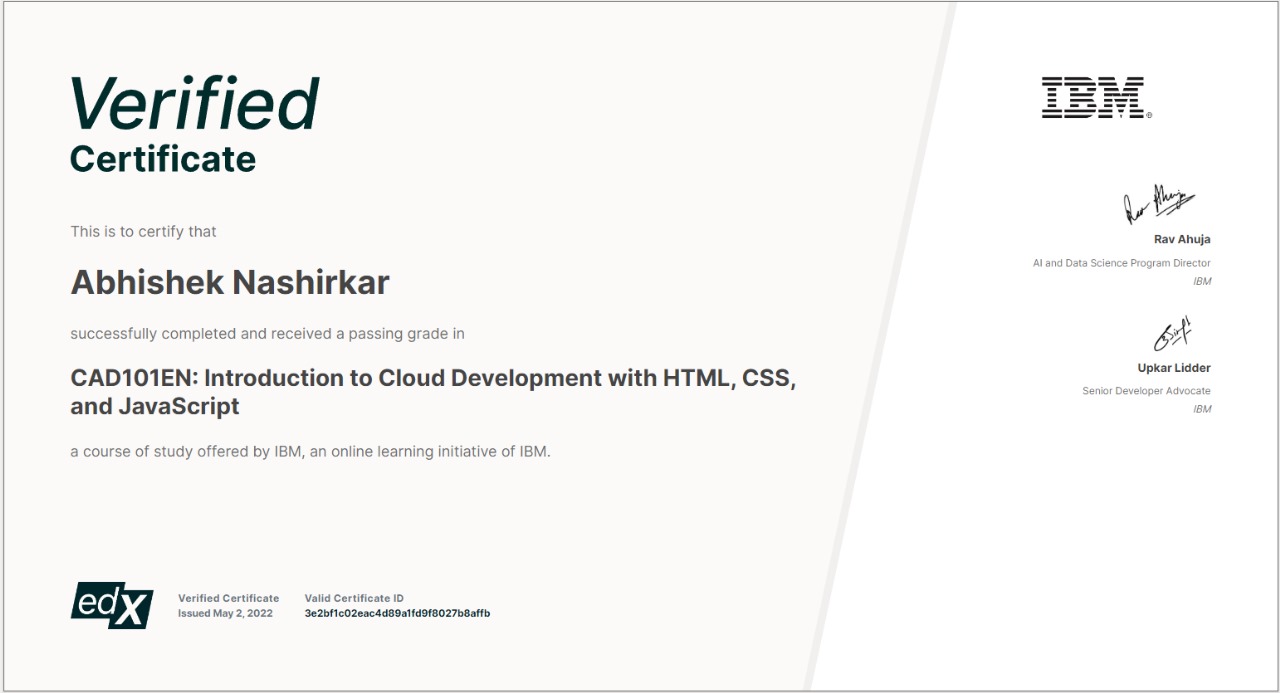 Verified
Certificate
This is to certify that
Abhishek Nashirkar
successfully completed and received a passing grade in
CAD101EN: Introduction to Cloud Development with HTML, CSS,
and JavaScript
a course of study offered by IBM, an online learning initiative of IBM.
edX
Verified Certificate
Issued May 2, 2022
Valid Certificate ID
3e2bf1c02eac4d89a1fd9f8027b8affb
IBM®
Rav Ahuja
Rav Ahuja
AI and Data Science Program Director
IBM
Upkar Lidder
Senior Developer Advocate
IBM